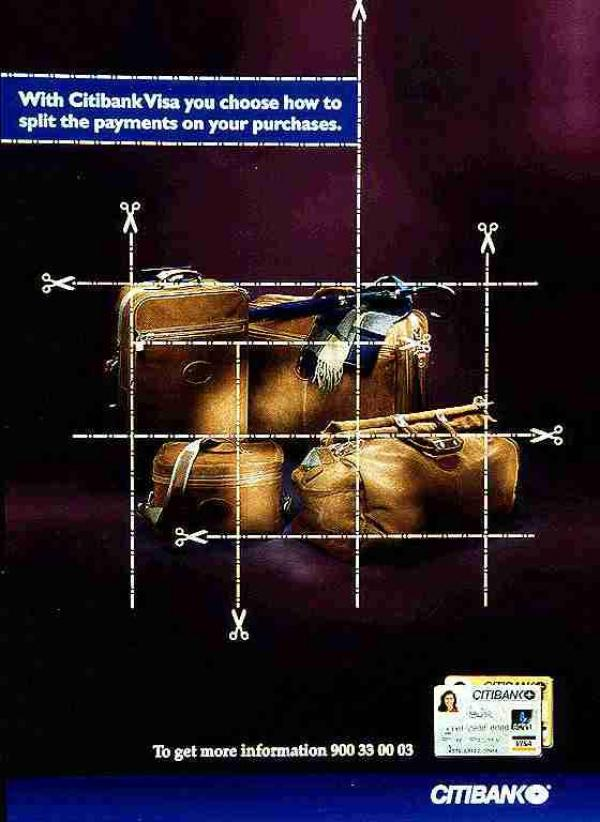 With Citibank Visa you choose how to
split the payments on your purchases.
CITIBANK
VISA
To get more information 900 33 00 03
CITIBANK